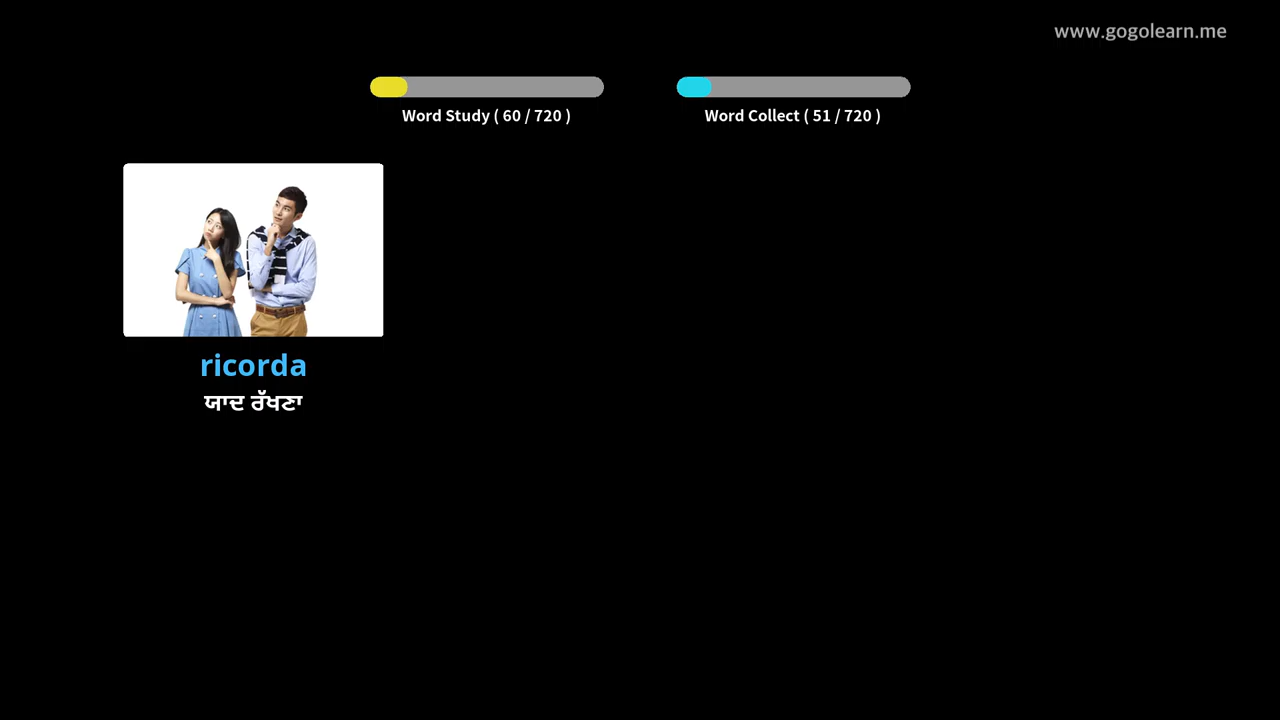 www.gogolearn.me
Word Study ( 60 / 720 )
Word Collect ( 51 / 720 )
ricorda
ਯਾਦ ਰੱਖਣਾ